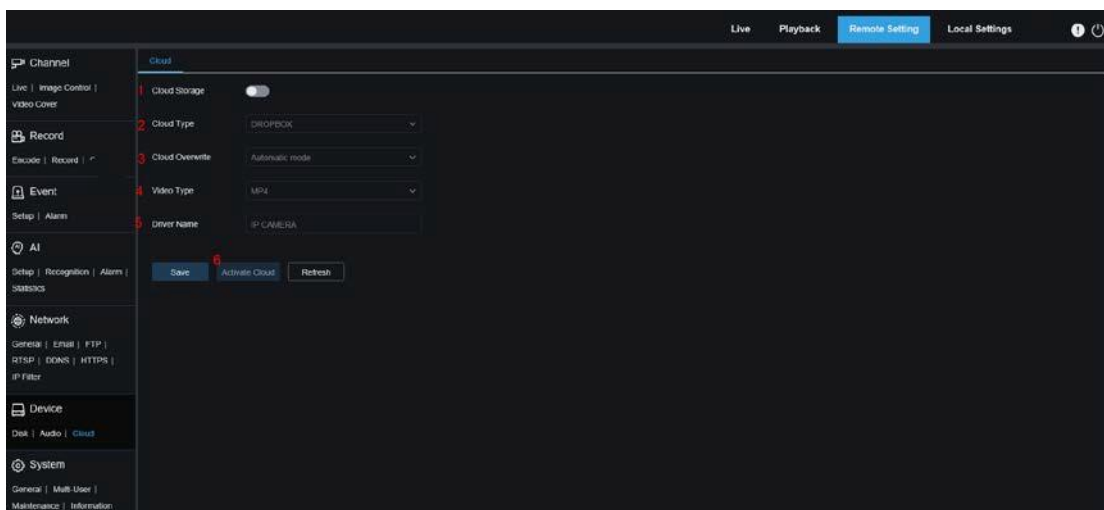 Live Playback Remote Setting Local Settings
Channel
Live | Image Control |
Video Cover
Record
Encode | Record |
Event
Setup | Alarm
AI
Setup | Recognition | Alarm |
Statistics
Network
General | Email | FTP |
RTSP | DDNS | HTTPS |
IP Filter
Device
Disk | Audio | Cloud
System
General | Multi-User |
Maintenance | Information
Cloud
1 Cloud Storage
2 Cloud Type DROPBOX
3 Cloud Overwrite Automatic mode
4 Video Type MP4
5 Driver Name IP CAMERA
6
Save Activate Cloud Refresh